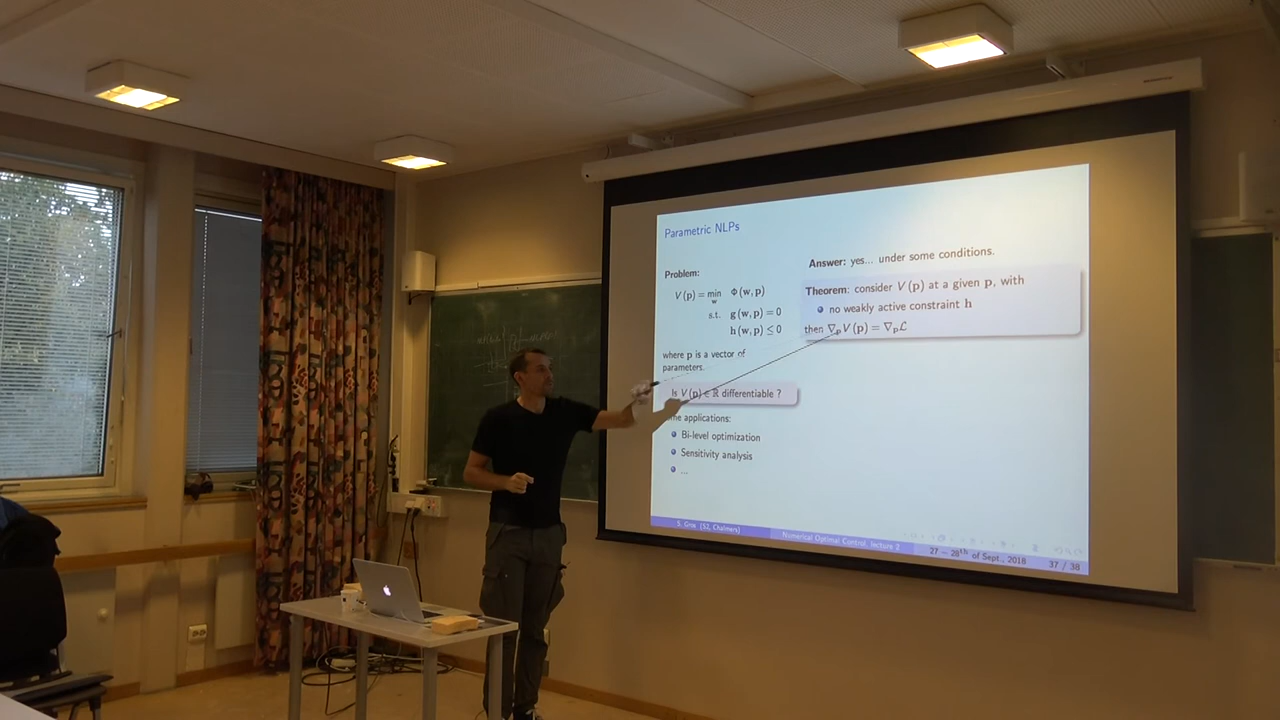 Parametric NLPs
Problem:
V (p) = min Φ (w, p)
w
s.t. g (w, p) = 0
h (w, p) ≤ 0
where p is a vector of
parameters.
Is V (p) ∈ ℝ differentiable ?
applications:
Bi-level optimization
Sensitivity analysis
...
Answer: yes... under some conditions.
Theorem: consider V (p) at a given p, with
no weakly active constraint h
then ∇ₚV (p) = ∇ₚℒ
S. Gros (S2, Chalmers)
Numerical Optimal Control, lecture 2
27 − 28th of Sept., 2018
37 / 38